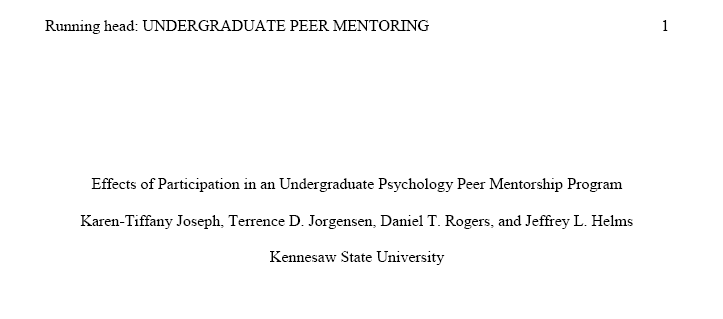 Running head: UNDERGRADUATE PEER MENTORING 1
Effects of Participation in an Undergraduate Psychology Peer Mentorship Program
Karen-Tiffany Joseph, Terrence D. Jorgensen, Daniel T. Rogers, and Jeffrey L. Helms
Kennesaw State University